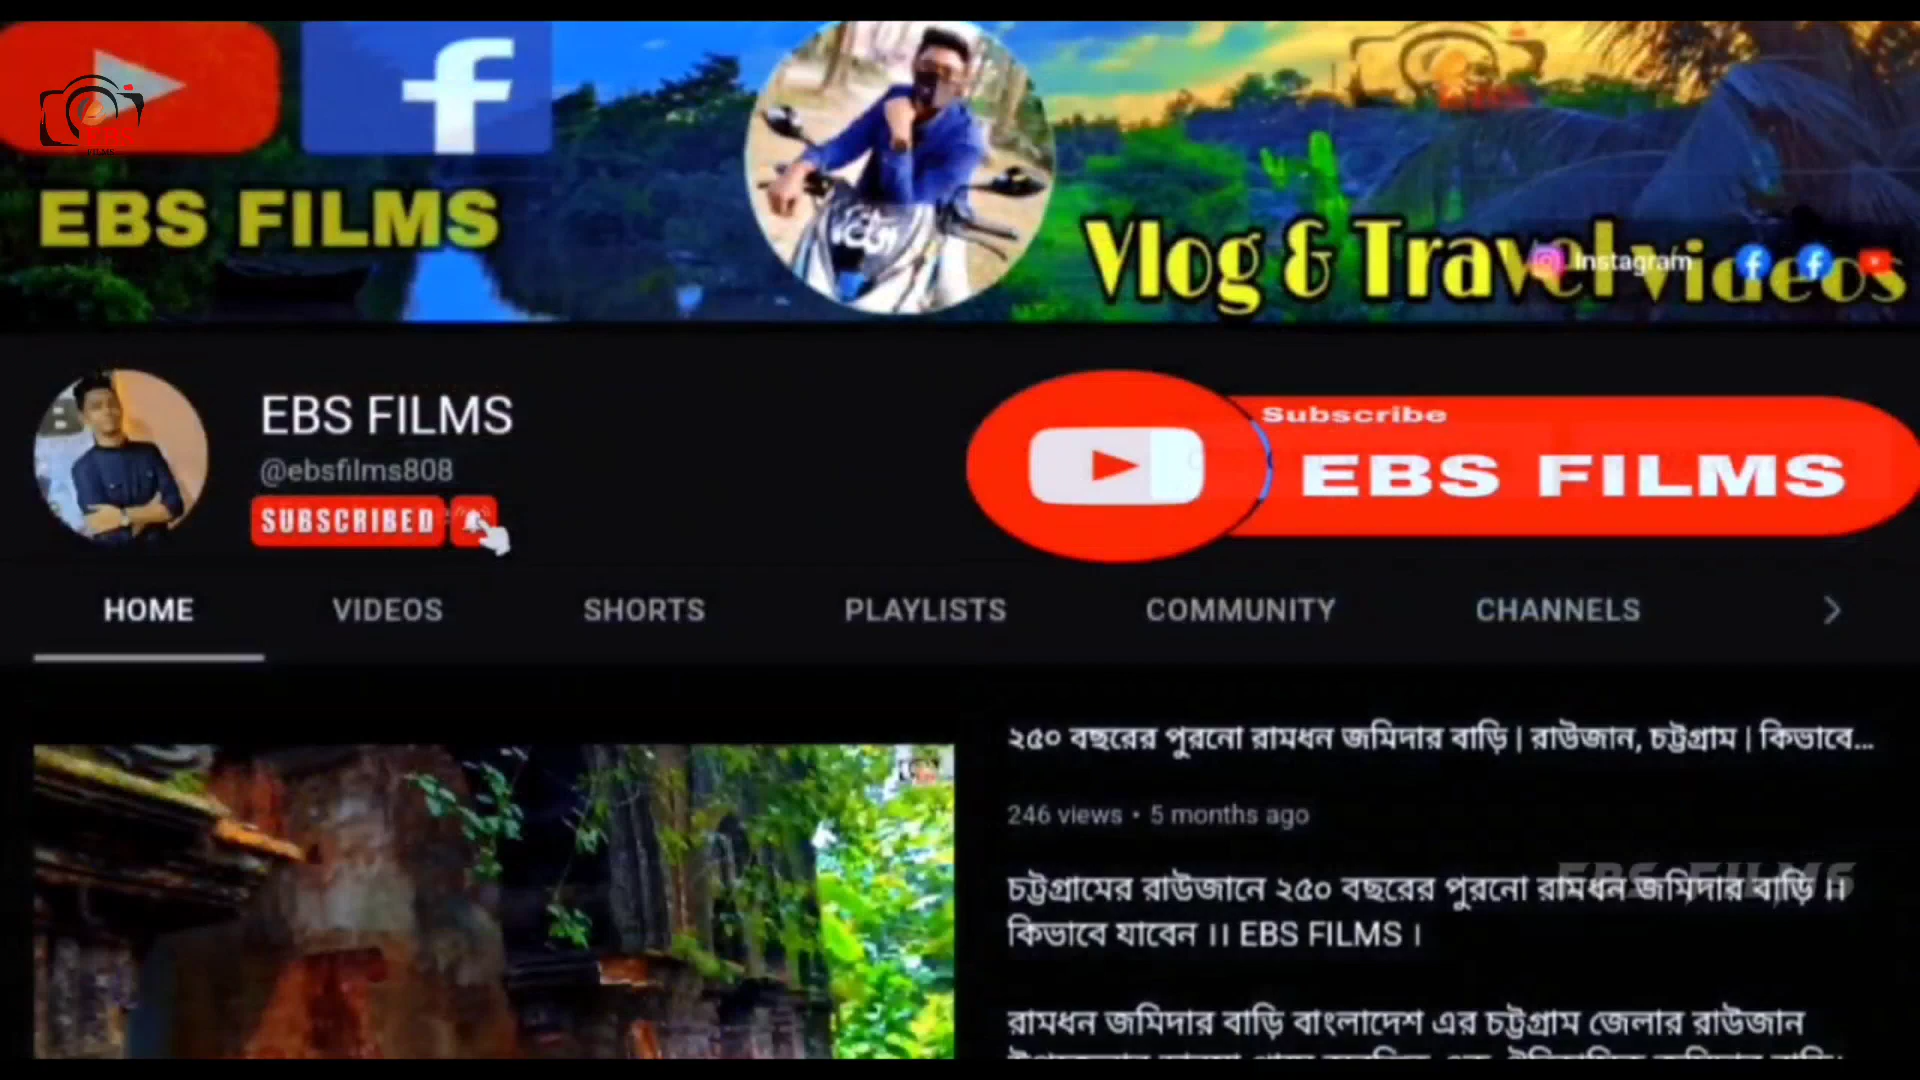 EBS FILMS
Vlog & Travel videos
Instagram
EBS FILMS
@ebsfilms808
SUBSCRIBED
Subscribe
EBS FILMS
HOME
VIDEOS
SHORTS
PLAYLISTS
COMMUNITY
CHANNELS
২৫০ বছরের পুরনো রামধন জমিদার বাড়ি | রাউজান, চট্টগ্রাম | কিভাবে...
246 views • 5 months ago
EBS FILMS
চট্টগ্রামের রাউজানে ২৫০ বছরের পুরনো রামধন জমিদার বাড়ি ।।
কিভাবে যাবেন ।। EBS FILMS ।
রামধন জমিদার বাড়ি বাংলাদেশ এর চট্টগ্রাম জেলার রাউজান